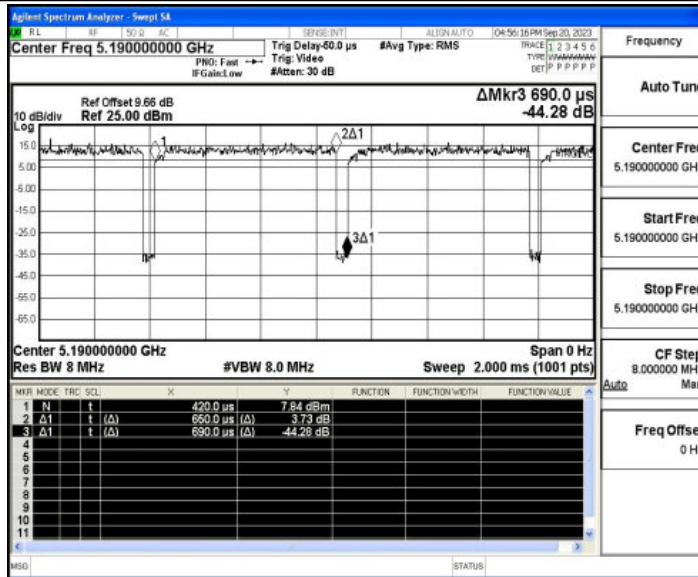 Agilent Spectrum Analyzer - Swept SA
RL RF 50 Ω AC SENSE:INT ALIGN AUTO 04:56:16 PM Sep 20, 2023
Center Freq 5.190000000 GHz
PNO: Fast
IFGain:Low
Trig Delay-50.0 µs
Trig: Video
#Atten: 30 dB
#Avg Type: RMS
TRACE 1 2 3 4 5 6
TYPE
DET P P P P P P
Frequency
Auto Tune
Ref Offset 9.66 dB
Ref 25.00 dBm
10 dB/div
Log
ΔMkr3 690.0 µs
-44.28 dB
15.0
5.00
-5.00
-15.0
-25.0
-35.0
-45.0
-55.0
-65.0
1
2Δ1
3Δ1
Center Freq
5.190000000 GH
Start Freq
5.190000000 GH
Stop Freq
5.190000000 GH
CF Step
8.000000 MH
Auto Man
Freq Offse
0 H
Center 5.190000000 GHz
Span 0 Hz
Res BW 8 MHz
#VBW 8.0 MHz
Sweep 2.000 ms (1001 pts)
MKR MODE TRC SCL X Y FUNCTION FUNCTION WIDTH FUNCTION VALUE
1 N t 420.0 µs 7.84 dBm
2 Δ1 t (Δ) 650.0 µs (Δ) 3.73 dB
3 Δ1 t (Δ) 690.0 µs (Δ) -44.28 dB
4
5
6
7
8
9
10
11
MSG STATUS